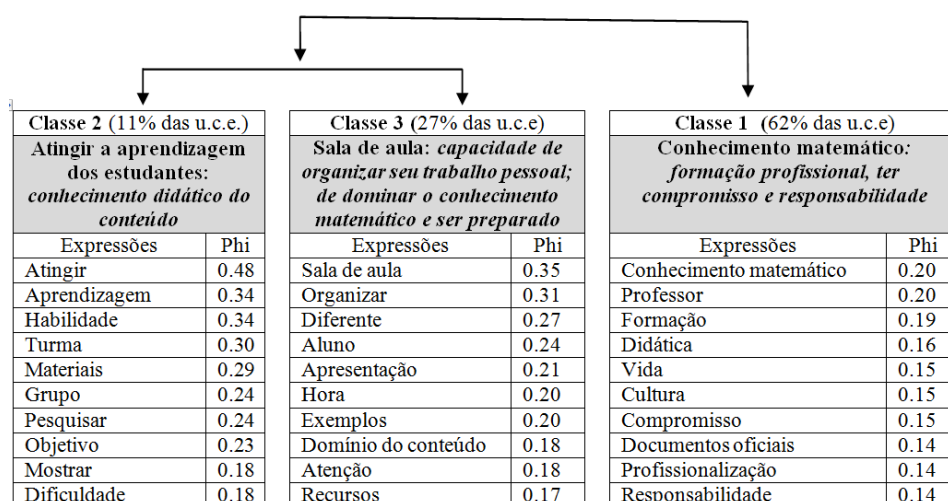 Classe 2 (11% das u.c.e.)
Atingir a aprendizagem
dos estudantes:
conhecimento didático do
conteúdo
Expressões Phi
Atingir 0.48
Aprendizagem 0.34
Habilidade 0.34
Turma 0.30
Materiais 0.29
Grupo 0.24
Pesquisar 0.24
Objetivo 0.23
Mostrar 0.18
Dificuldade 0.18
Classe 3 (27% das u.c.e)
Sala de aula: capacidade de
organizar seu trabalho pessoal;
de dominar o conhecimento
matemático e ser preparado
Expressões Phi
Sala de aula 0.35
Organizar 0.31
Diferente 0.27
Aluno 0.24
Apresentação 0.21
Hora 0.20
Exemplos 0.20
Domínio do conteúdo 0.18
Atenção 0.18
Recursos 0.17
Classe 1 (62% das u.c.e)
Conhecimento matemático:
formação profissional, ter
compromisso e responsabilidade
Expressões Phi
Conhecimento matemático 0.20
Professor 0.20
Formação 0.19
Didática 0.16
Vida 0.15
Cultura 0.15
Compromisso 0.15
Documentos oficiais 0.14
Profissionalização 0.14
Responsabilidade 0.14